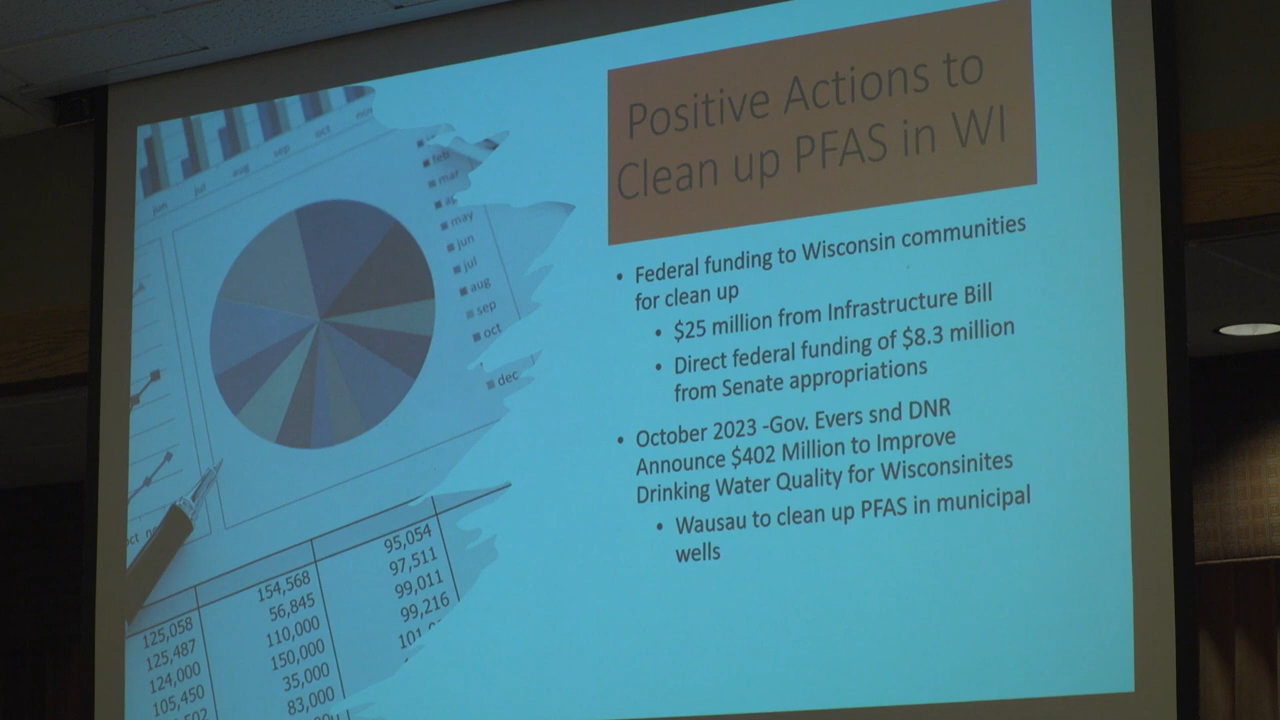 Positive Actions to
Clean up PFAS in WI
• Federal funding to Wisconsin communities
for clean up
• $25 million from Infrastructure Bill
• Direct federal funding of $8.3 million
from Senate appropriations
• October 2023 -Gov. Evers snd DNR
Announce $402 Million to Improve
Drinking Water Quality for Wisconsinites
• Wausau to clean up PFAS in municipal
wells
jun jul aug sep oct nov
feb
mar
may
jun
jul
aug
sep
oct
dec
95,054
154,568 97,511
125,058 56,845 99,011
125,487 110,000 99,216
124,000 150,000
105,450 35,000
83,000